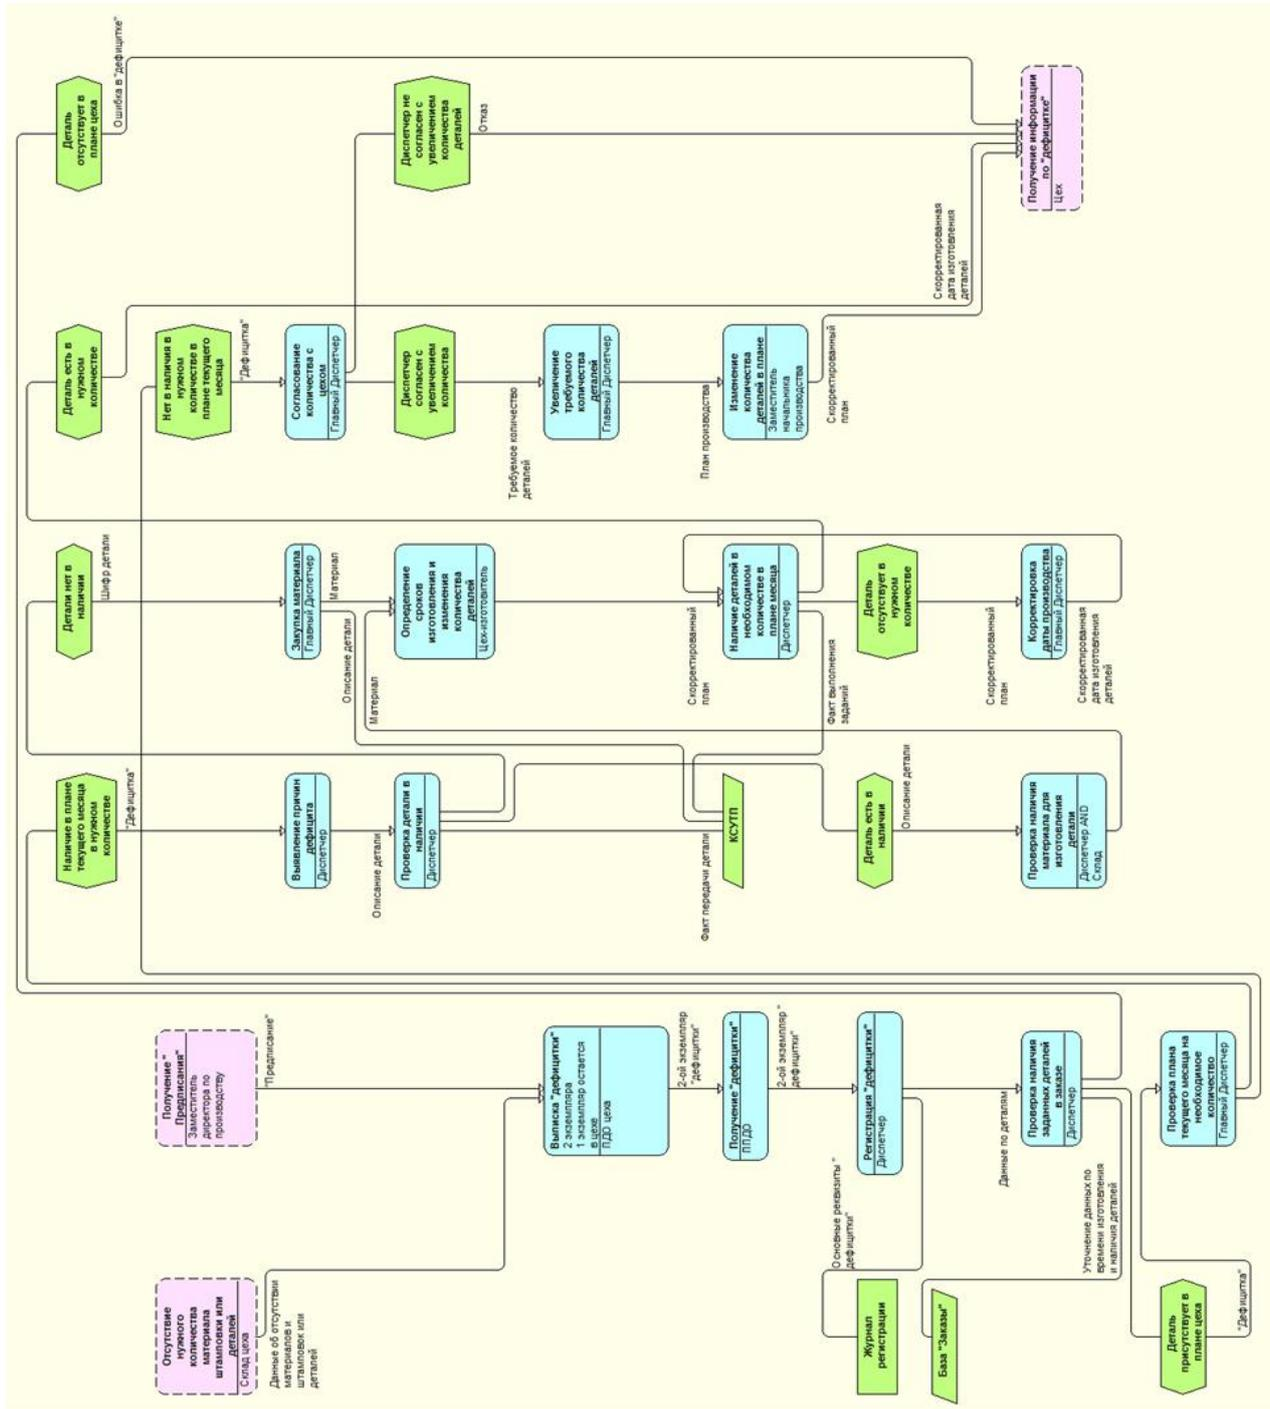 Отсутствие
нужного
количества
материала
штамповки или
деталей
Склад цеха
Данные об отсутствии
материалов и
штамповок или
деталей
Получение "
Предписания"
Заместитель
директора по
производству
"Предписание"
Выписка "дефицитки"
2 экземпляра
1 экземпляр остается
в цехе
ПДО цеха
2-ой экземпляр
"дефицитки"
Получение "дефицитки"
ППДО
2-ой экземпляр "
дефицитки"
Регистрация "дефицитки"
Диспетчер
Основные реквизиты "
дефицитки"
Журнал
регистрации
База "Заказы"
Данные по деталям
Проверка наличия
заданных деталей
в заказе
Диспетчер
Уточнение данных по
времени изготовления
и наличия деталей
Деталь
присутствует в
плане цеха
"Дефицитка"
Проверка плана
текущего месяца на
необходимое
количество
Главный Диспетчер
Наличие в плане
текущего месяца
в нужном
количестве
"Дефицитка"
Выявление причин
дефицита
Диспетчер
Описание детали
Проверка детали в
наличии
Диспетчер
Факт передачи детали
КСУТП
Деталь есть в
наличии
Описание детали
Проверка наличия
материала для
изготовления
детали
Диспетчер AND
Склад
Детали нет в
наличии
Шифр детали
Закупка материала
Главный Диспетчер
Материал
Описание детали
Материал
Определение
сроков
изготовления и
изменения
количества
деталей
Цех-изготовитель
Скорректированный
план
Наличие деталей в
необходимом
количестве в
плане месяца
Диспетчер
Факт выполнения
заданий
Деталь
отсутствует в
нужном
количестве
Скорректированный
план
Корректировка
даты производства
Главный Диспетчер
Скорректированная
дата изготовления
деталей
Деталь есть в
нужном
количестве
Нет в наличия в
нужном
количестве в
плане текущего
месяца
"Дефицитка"
Согласование
количества с
цехом
Главный Диспетчер
Диспетчер
согласен с
увеличением
количества
Требуемое количество
деталей
Увеличение
требуемого
количества
деталей
Главный Диспетчер
План производства
Изменение
количества
деталей в плане
Заместитель
начальника
производства
Скорректированный
план
Скорректированная
дата изготовления
деталей
Деталь
отсутствует в
плане цеха
Ошибка в "дефицитке"
Диспетчер не
согласен с
увеличением
количества
деталей
Отказ
Получение информации
по "дефицитке"
Цех